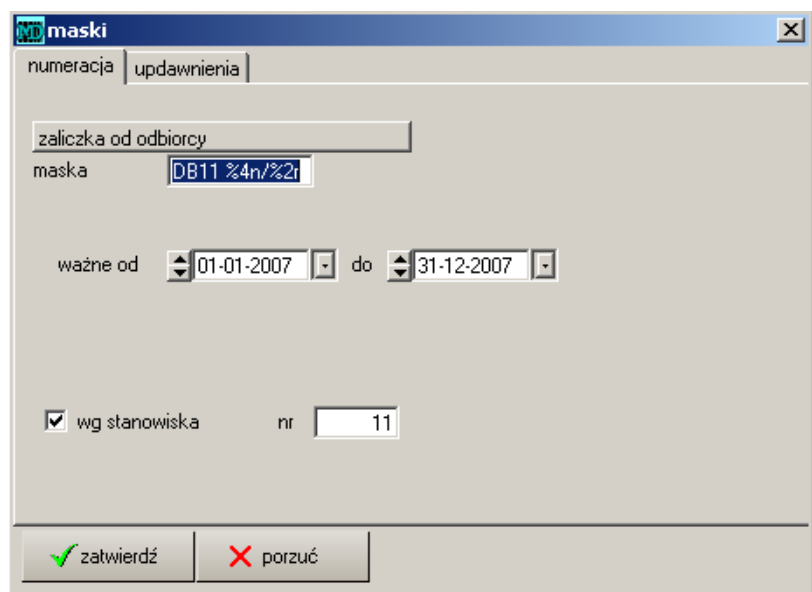 MD maski
numeracja updawnienia
zaliczka od odbiorcy
maska DB11 %4n/%2r
ważne od 01-01-2007 do 31-12-2007
wg stanowiska nr 11
zatwierdź porzuć